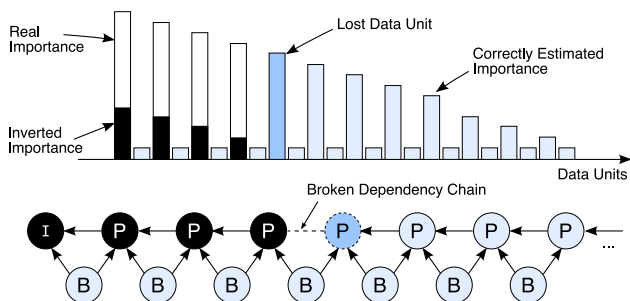 Real
Importance
Lost Data Unit
Correctly Estimated
Importance
Inverted
Importance
Data Units
Broken Dependency Chain
I P P P P P P P ...
B B B B B B B